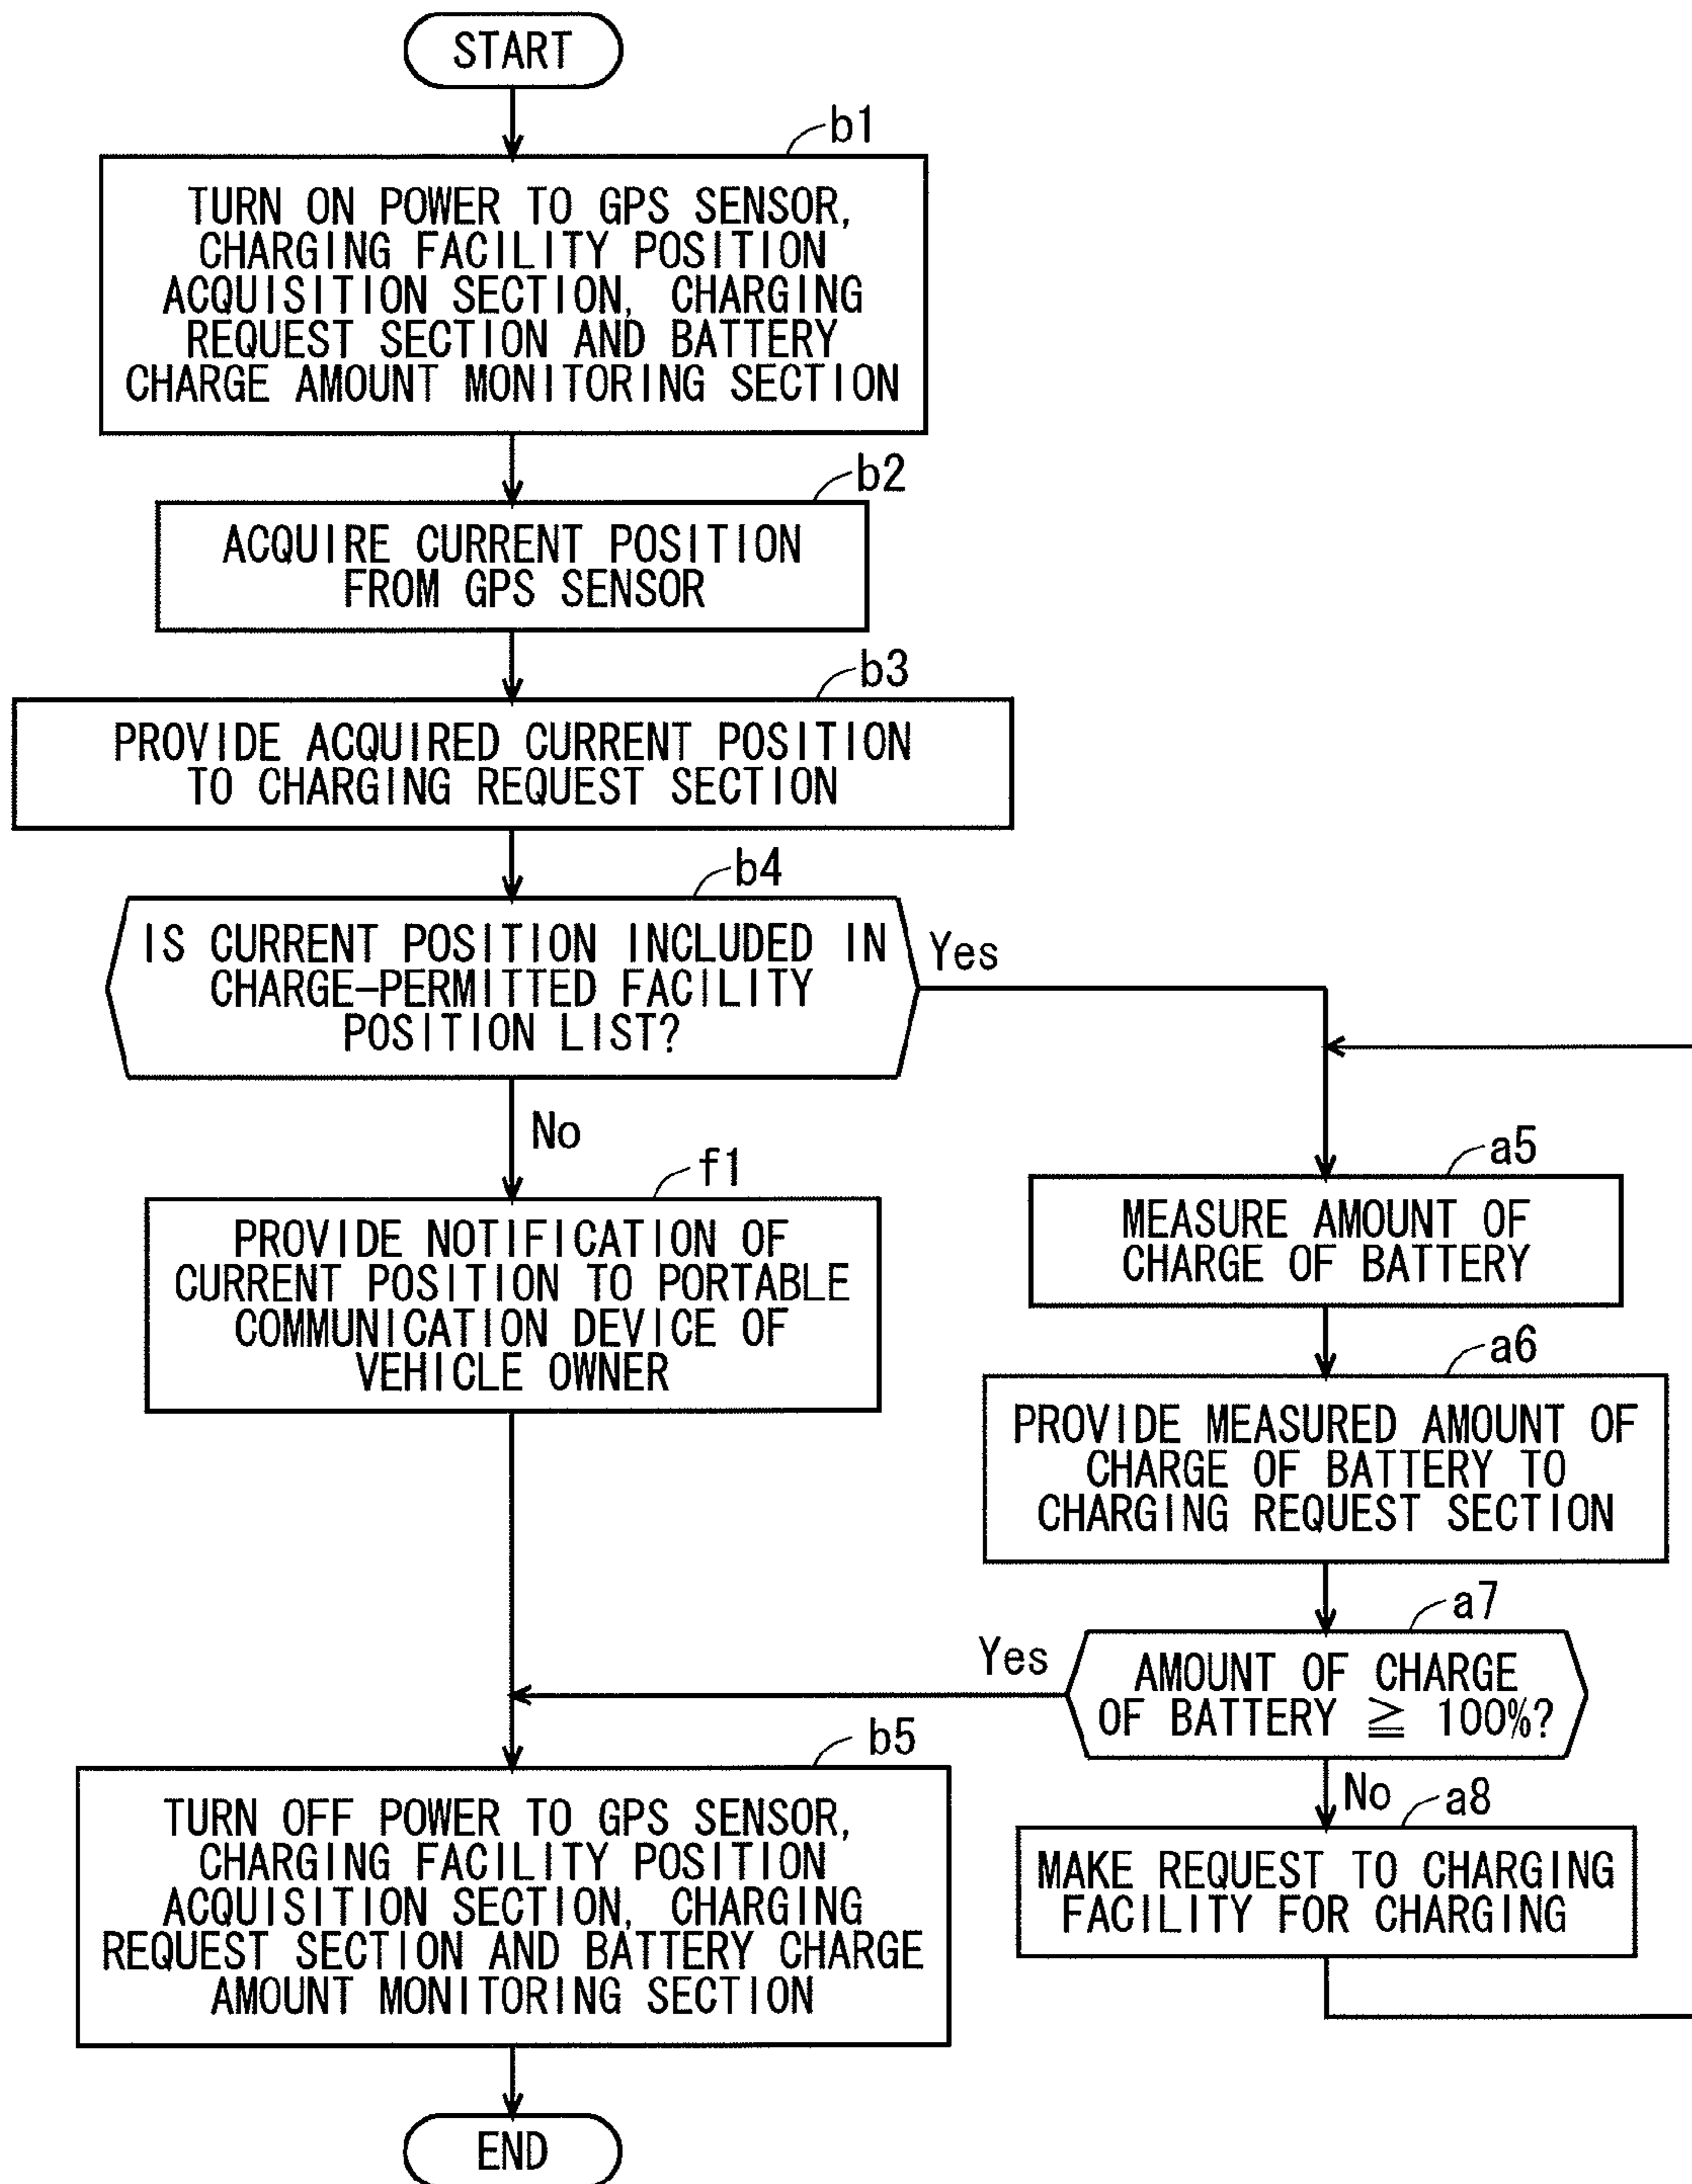 START
b1
TURN ON POWER TO GPS SENSOR,
CHARGING FACILITY POSITION
ACQUISITION SECTION, CHARGING
REQUEST SECTION AND BATTERY
CHARGE AMOUNT MONITORING SECTION
b2
ACQUIRE CURRENT POSITION
FROM GPS SENSOR
b3
PROVIDE ACQUIRED CURRENT POSITION
TO CHARGING REQUEST SECTION
b4
IS CURRENT POSITION INCLUDED IN
CHARGE-PERMITTED FACILITY
POSITION LIST?
Yes
No
f1
PROVIDE NOTIFICATION OF
CURRENT POSITION TO PORTABLE
COMMUNICATION DEVICE OF
VEHICLE OWNER
a5
MEASURE AMOUNT OF
CHARGE OF BATTERY
a6
PROVIDE MEASURED AMOUNT OF
CHARGE OF BATTERY TO
CHARGING REQUEST SECTION
a7
AMOUNT OF CHARGE
OF BATTERY ≧ 100%?
Yes
No
a8
MAKE REQUEST TO CHARGING
FACILITY FOR CHARGING
b5
TURN OFF POWER TO GPS SENSOR,
CHARGING FACILITY POSITION
ACQUISITION SECTION, CHARGING
REQUEST SECTION AND BATTERY CHARGE
AMOUNT MONITORING SECTION
END